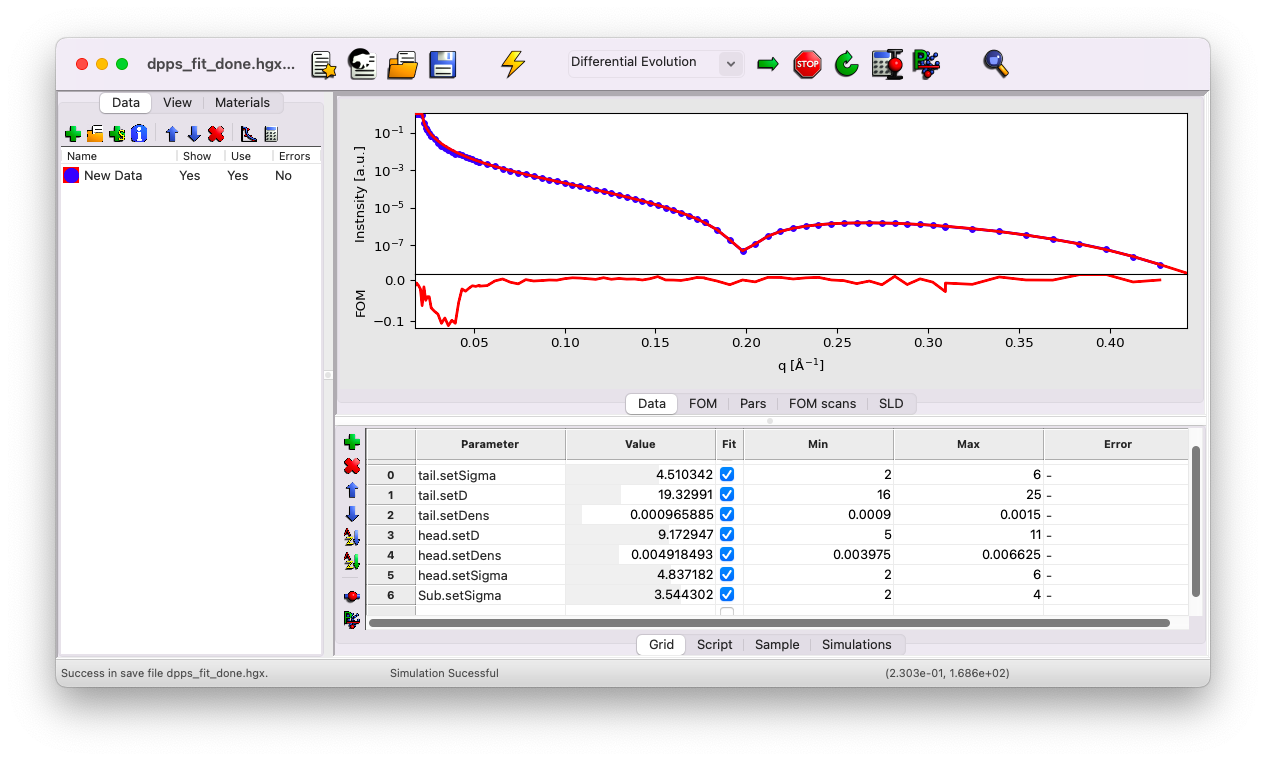 dpps_fit_done.hgx...
STOP
Differential Evolution
Data View Materials
Name Show Use Errors
New Data Yes Yes No
Instnsity [a.u.]
10⁻¹
10⁻³
10⁻⁵
10⁻⁷
FOM
0.0
−0.1
0.05 0.10 0.15 0.20 0.25 0.30 0.35 0.40
q [Å⁻¹]
Data FOM Pars FOM scans SLD
Parameter Value Fit Min Max Error
0 tail.setSigma 4.510342 2 6 -
1 tail.setD 19.32991 16 25 -
2 tail.setDens 0.000965885 0.0009 0.0015 -
3 head.setD 9.172947 5 11 -
4 head.setDens 0.004918493 0.003975 0.006625 -
5 head.setSigma 4.837182 2 6 -
6 Sub.setSigma 3.544302 2 4 -
Grid Script Sample Simulations
Success in save file dpps_fit_done.hgx. Simulation Sucessful (2.303e-01, 1.686e+02)